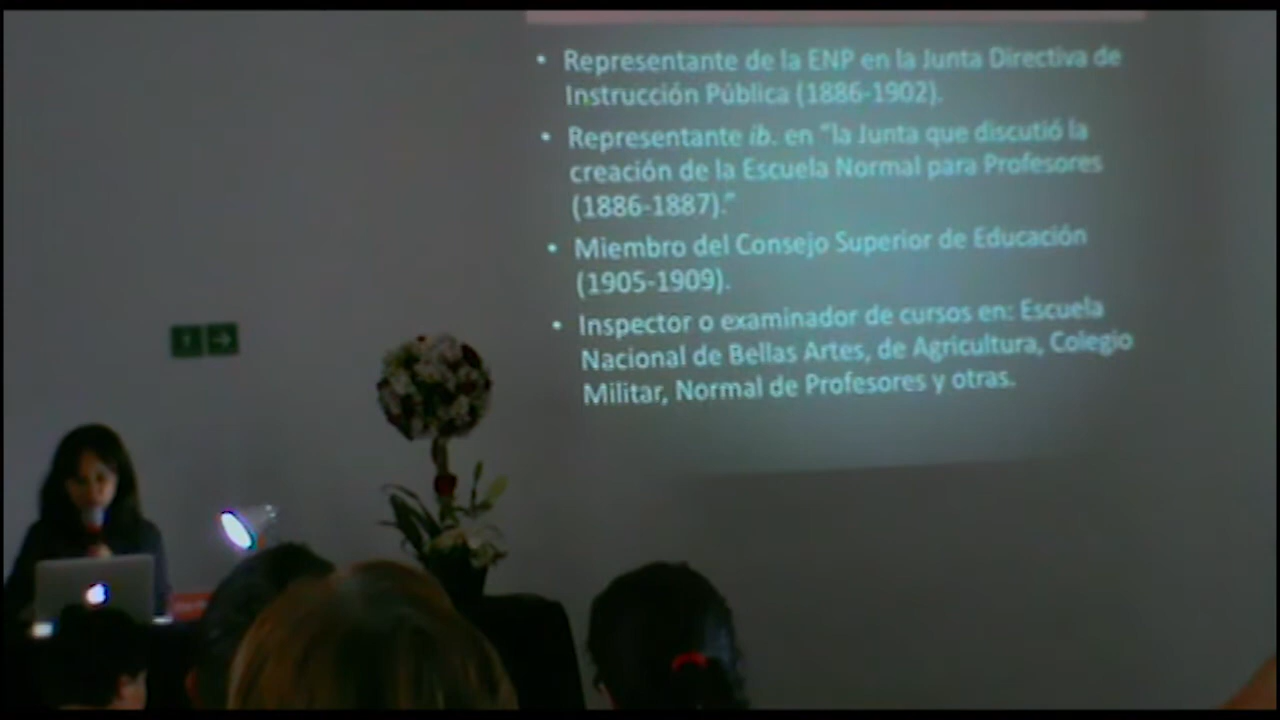 • Representante de la ENP en la Junta Directiva de
Instrucción Pública (1886-1902).
• Representante ib. en "la Junta que discutió la
creación de la Escuela Normal para Profesores
(1886-1887)."
• Miembro del Consejo Superior de Educación
(1905-1909).
• Inspector o examinador de cursos en: Escuela
Nacional de Bellas Artes, de Agricultura, Colegio
Militar, Normal de Profesores y otras.